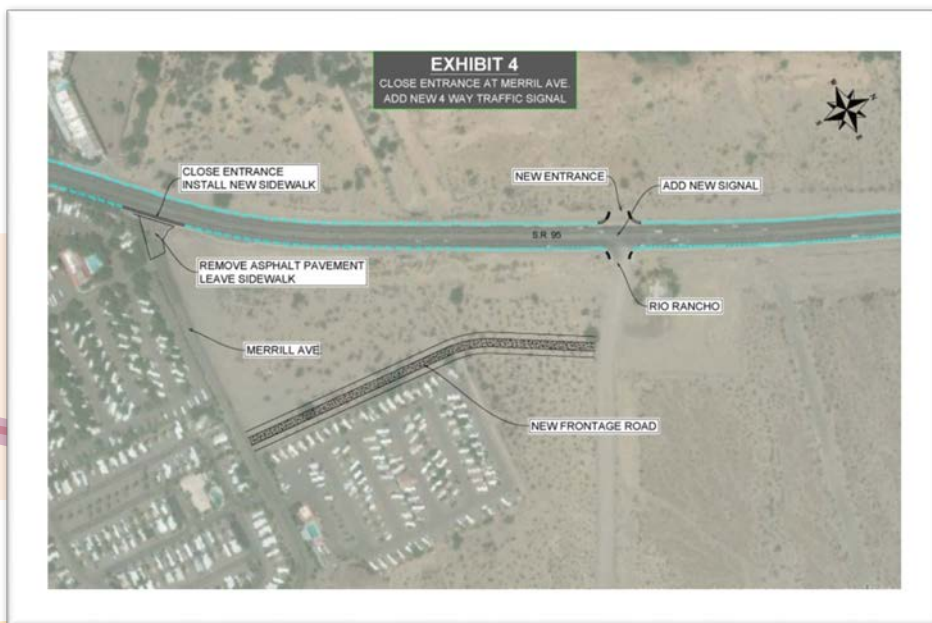 EXHIBIT 4
CLOSE ENTRANCE AT MERRIL AVE.
ADD NEW 4 WAY TRAFFIC SIGNAL
CLOSE ENTRANCE
INSTALL NEW SIDEWALK
NEW ENTRANCE
ADD NEW SIGNAL
S.R. 95
REMOVE ASPHALT PAVEMENT
LEAVE SIDEWALK
RIO RANCHO
MERRILL AVE.
NEW FRONTAGE ROAD